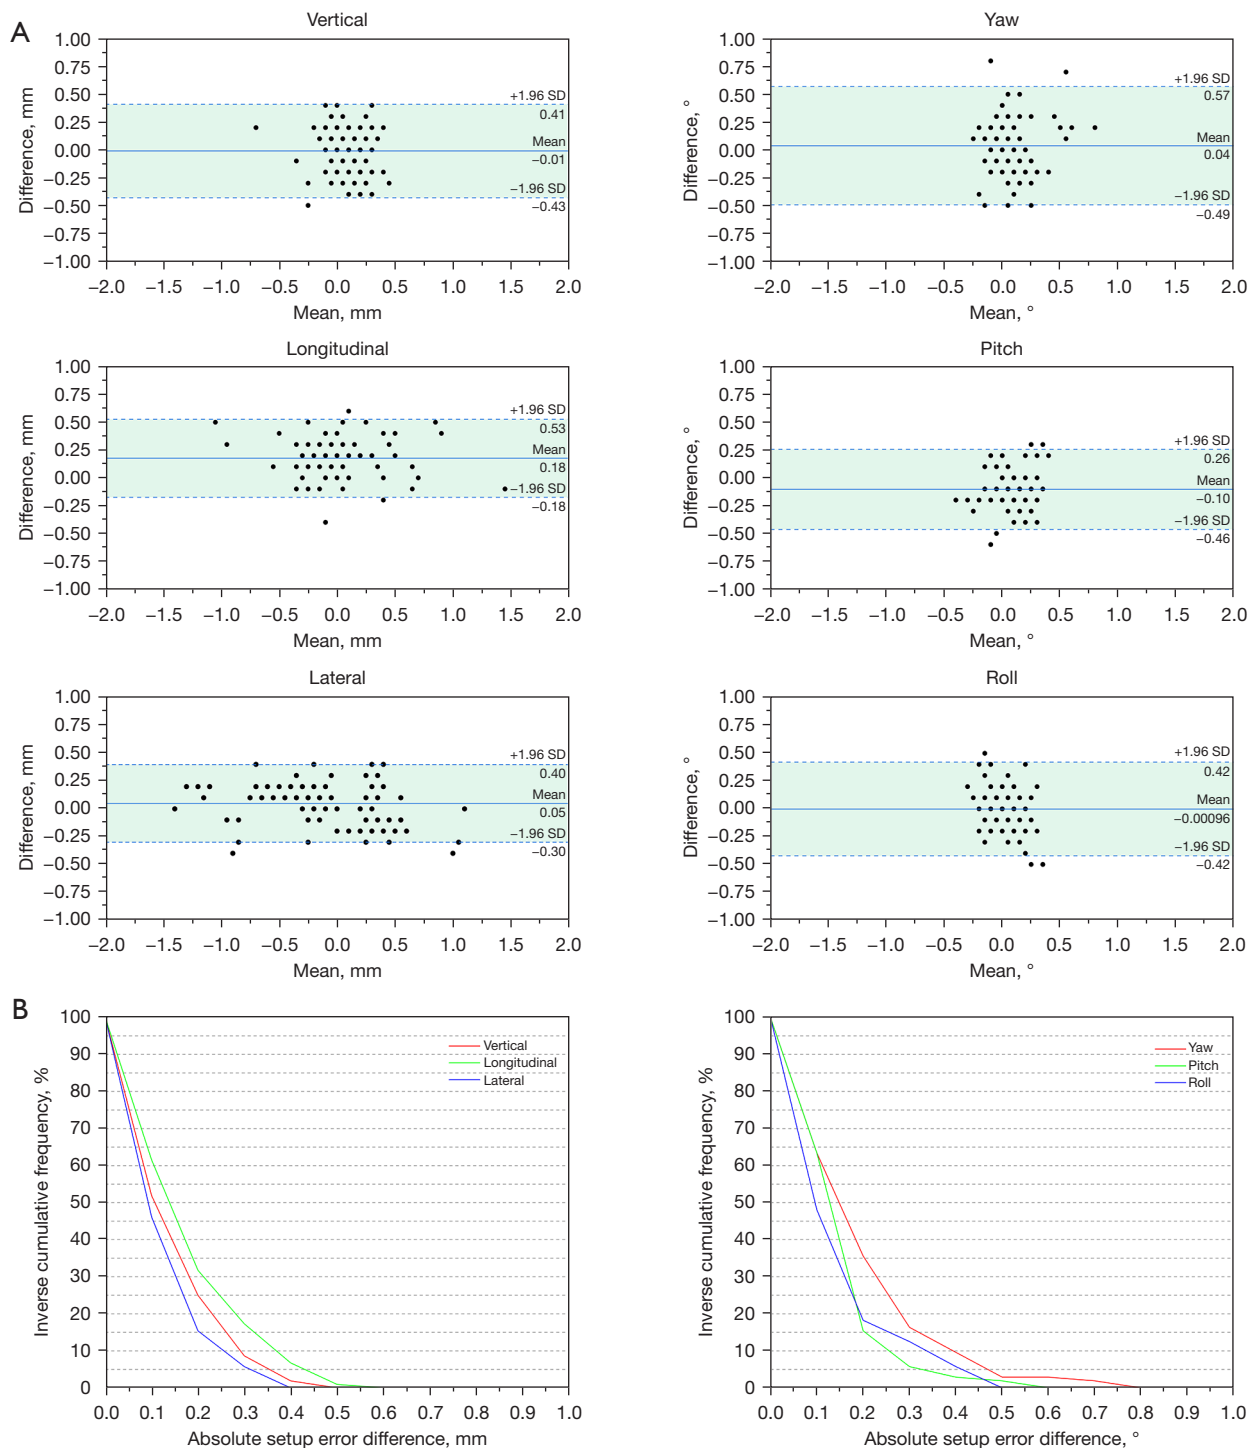 A
Vertical
1.00
0.75
0.50
0.25
0.00
−0.25
−0.50
−0.75
−1.00
Difference, mm
+1.96 SD
0.41
Mean
−0.01
−1.96 SD
−0.43
−2.0 −1.5 −1.0 −0.5 0.0 0.5 1.0 1.5 2.0
Mean, mm
Yaw
1.00
0.75
0.50
0.25
0.00
−0.25
−0.50
−0.75
−1.00
Difference, °
+1.96 SD
0.57
Mean
0.04
−1.96 SD
−0.49
−2.0 −1.5 −1.0 −0.5 0.0 0.5 1.0 1.5 2.0
Mean, °
Longitudinal
1.00
0.75
0.50
0.25
0.00
−0.25
−0.50
−0.75
−1.00
Difference, mm
+1.96 SD
0.53
Mean
0.18
−1.96 SD
−0.18
−2.0 −1.5 −1.0 −0.5 0.0 0.5 1.0 1.5 2.0
Mean, mm
Pitch
1.00
0.75
0.50
0.25
0.00
−0.25
−0.50
−0.75
−1.00
Difference, °
+1.96 SD
0.26
Mean
−0.10
−1.96 SD
−0.46
−2.0 −1.5 −1.0 −0.5 0.0 0.5 1.0 1.5 2.0
Mean, °
Lateral
1.00
0.75
0.50
0.25
0.00
−0.25
−0.50
−0.75
−1.00
Difference, mm
+1.96 SD
0.40
Mean
0.05
−1.96 SD
−0.30
−2.0 −1.5 −1.0 −0.5 0.0 0.5 1.0 1.5 2.0
Mean, mm
Roll
1.00
0.75
0.50
0.25
0.00
−0.25
−0.50
−0.75
−1.00
Difference, °
+1.96 SD
0.42
Mean
−0.00096
−1.96 SD
−0.42
−2.0 −1.5 −1.0 −0.5 0.0 0.5 1.0 1.5 2.0
Mean, °
B
100
90
80
70
60
50
40
30
20
10
0
Inverse cumulative frequency, %
Vertical
Longitudinal
Lateral
0.0 0.1 0.2 0.3 0.4 0.5 0.6 0.7 0.8 0.9 1.0
Absolute setup error difference, mm
100
90
80
70
60
50
40
30
20
10
0
Inverse cumulative frequency, %
Yaw
Pitch
Roll
0.0 0.1 0.2 0.3 0.4 0.5 0.6 0.7 0.8 0.9 1.0
Absolute setup error difference, °